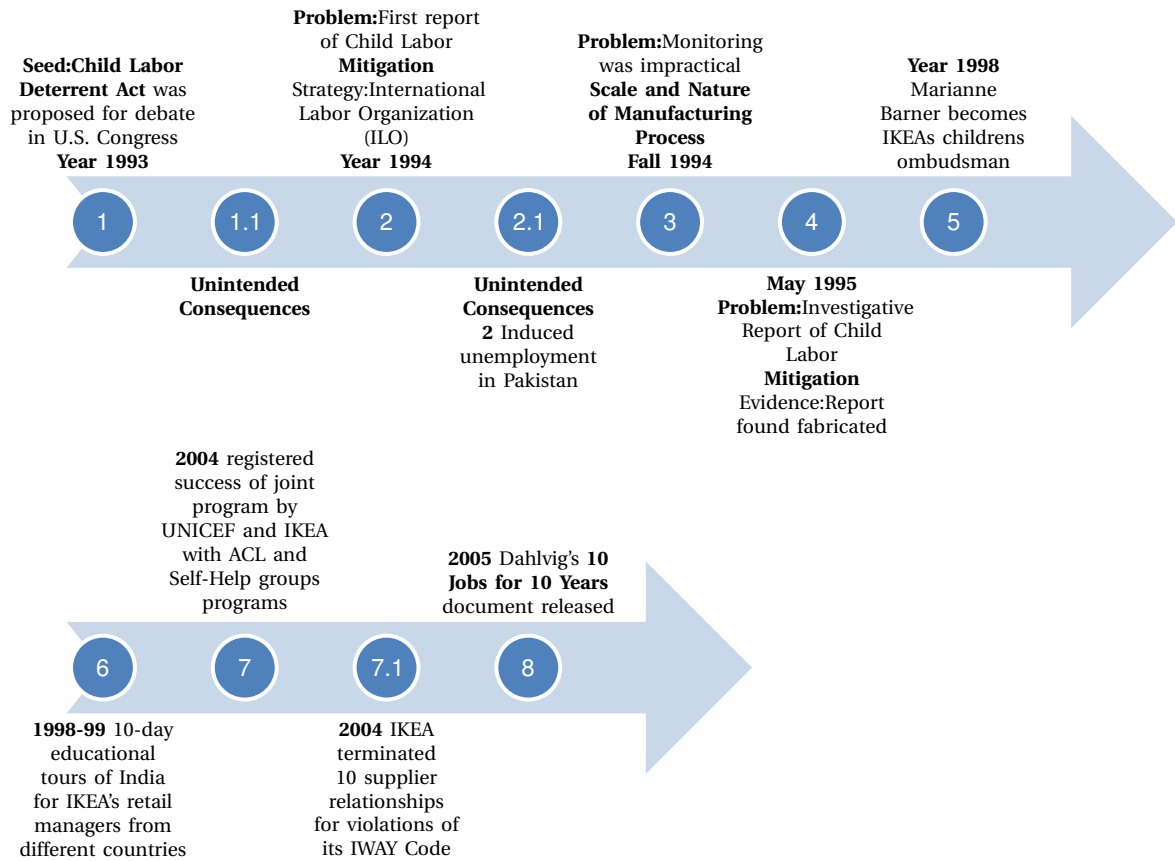 Seed:Child Labor
Deterrent Act was
proposed for debate
in U.S. Congress
Year 1993
1
1.1
Unintended
Consequences
Problem:First report
of Child Labor
Mitigation
Strategy:International
Labor Organization
(ILO)
Year 1994
2
2.1
Unintended
Consequences
2 Induced
unemployment
in Pakistan
Problem:Monitoring
was impractical
Scale and Nature
of Manufacturing
Process
Fall 1994
3
4
May 1995
Problem:Investigative
Report of Child
Labor
Mitigation
Evidence:Report
found fabricated
Year 1998
Marianne
Barner becomes
IKEAs childrens
ombudsman
5
6
1998-99 10-day
educational
tours of India
for IKEA's retail
managers from
different countries
2004 registered
success of joint
program by
UNICEF and IKEA
with ACL and
Self-Help groups
programs
7
7.1
2004 IKEA
terminated
10 supplier
relationships
for violations of
its IWAY Code
2005 Dahlvig's 10
Jobs for 10 Years
document released
8